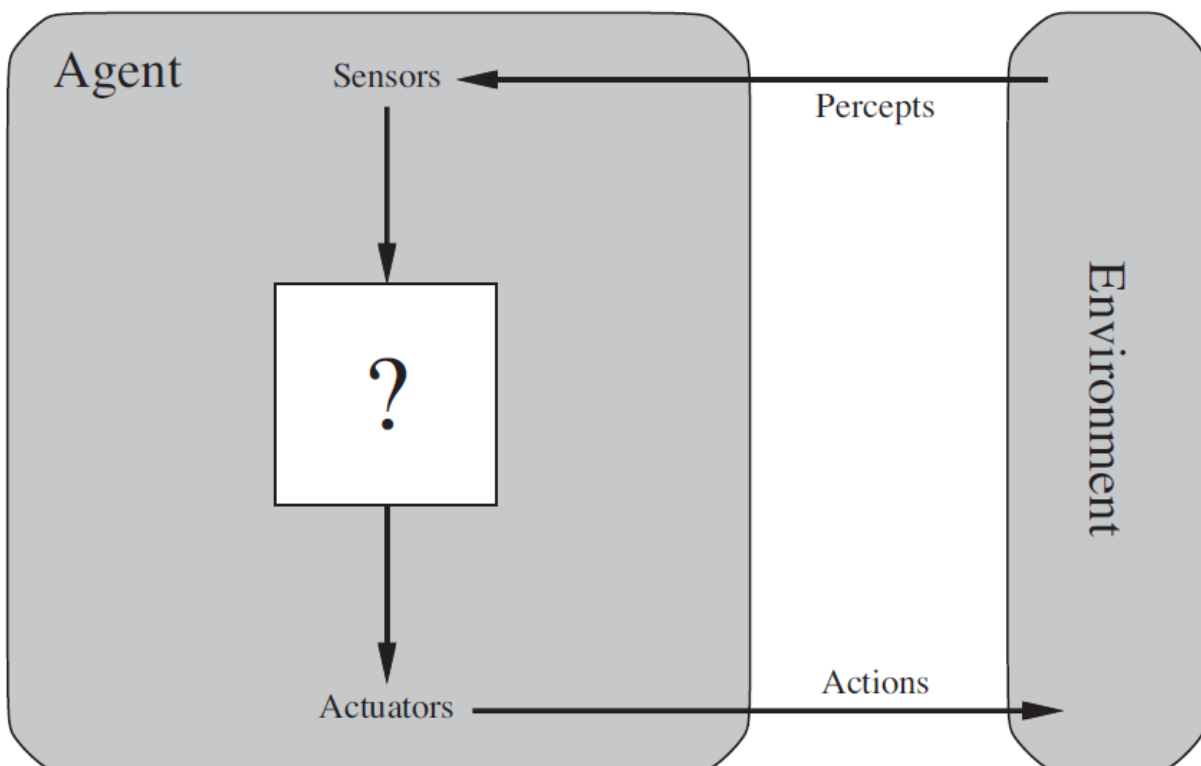 Agent
Sensors
Percepts
?
Environment
Actions
Actuators